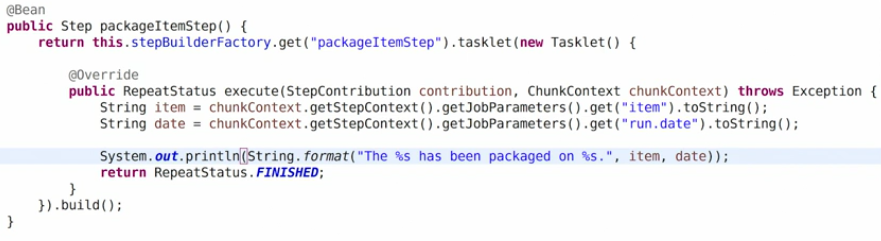 @Bean
public Step packageItemStep() {
    return this.stepBuilderFactory.get("packageItemStep").tasklet(new Tasklet() {
        @Override
        public RepeatStatus execute(StepContribution contribution, ChunkContext chunkContext) throws Exception {
            String item = chunkContext.getStepContext().getJobParameters().get("item").toString();
            String date = chunkContext.getStepContext().getJobParameters().get("run.date").toString();
            System.out.println(String.format("The %s has been packaged on %s.", item, date));
            return RepeatStatus.FINISHED;
        }
    }).build();
}